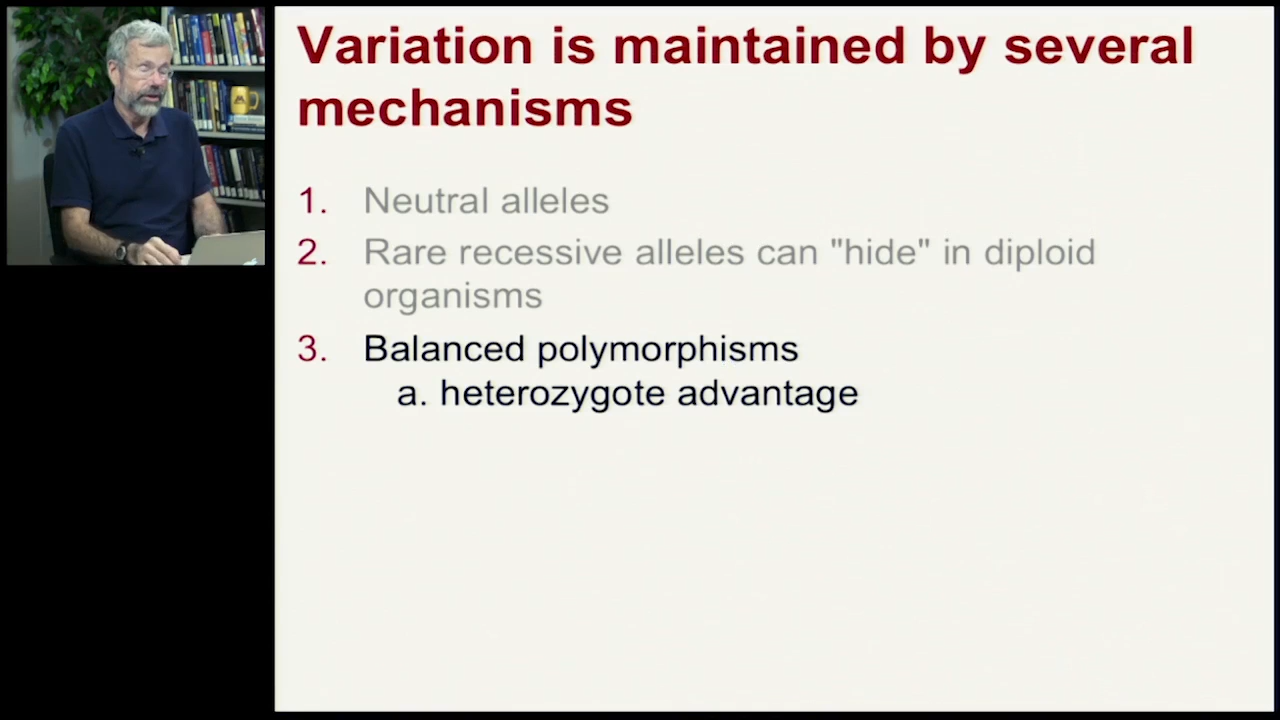 Variation is maintained by several
mechanisms
1. Neutral alleles
2. Rare recessive alleles can "hide" in diploid
organisms
3. Balanced polymorphisms
a. heterozygote advantage